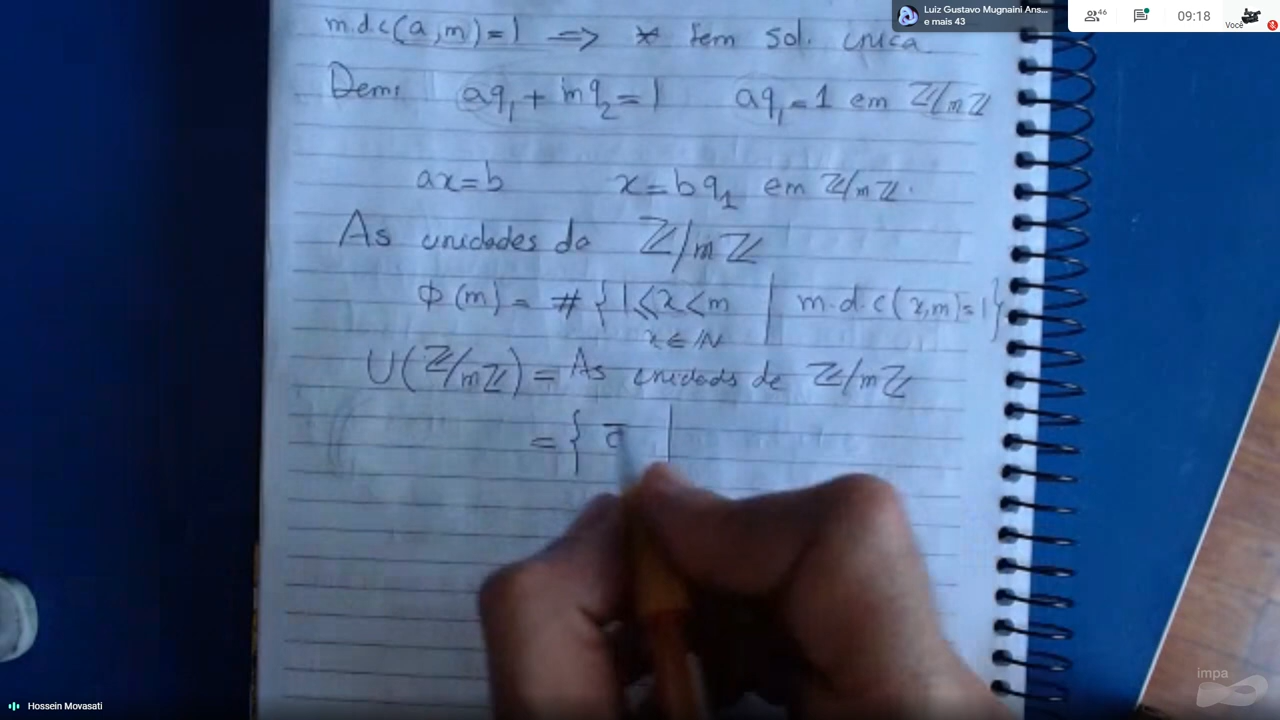 Luiz Gustavo Mugnaini Ans...
e mais 43
46
09:18
Você
m.d.c(a,m)=1 => * tem sol. única
Dem: aq₁ + mq₂ = 1 aq₁ = 1 em ℤ/mℤ
ax=b x=bq₁ em ℤ/mℤ.
As unidades de ℤ/mℤ
Φ(m) = # {1≤x<m | m.d.c(x,m)=1}
x∈ℕ
U(ℤ/mℤ) = As unidads de ℤ/mℤ
= { |
impa
Hossein Movasati